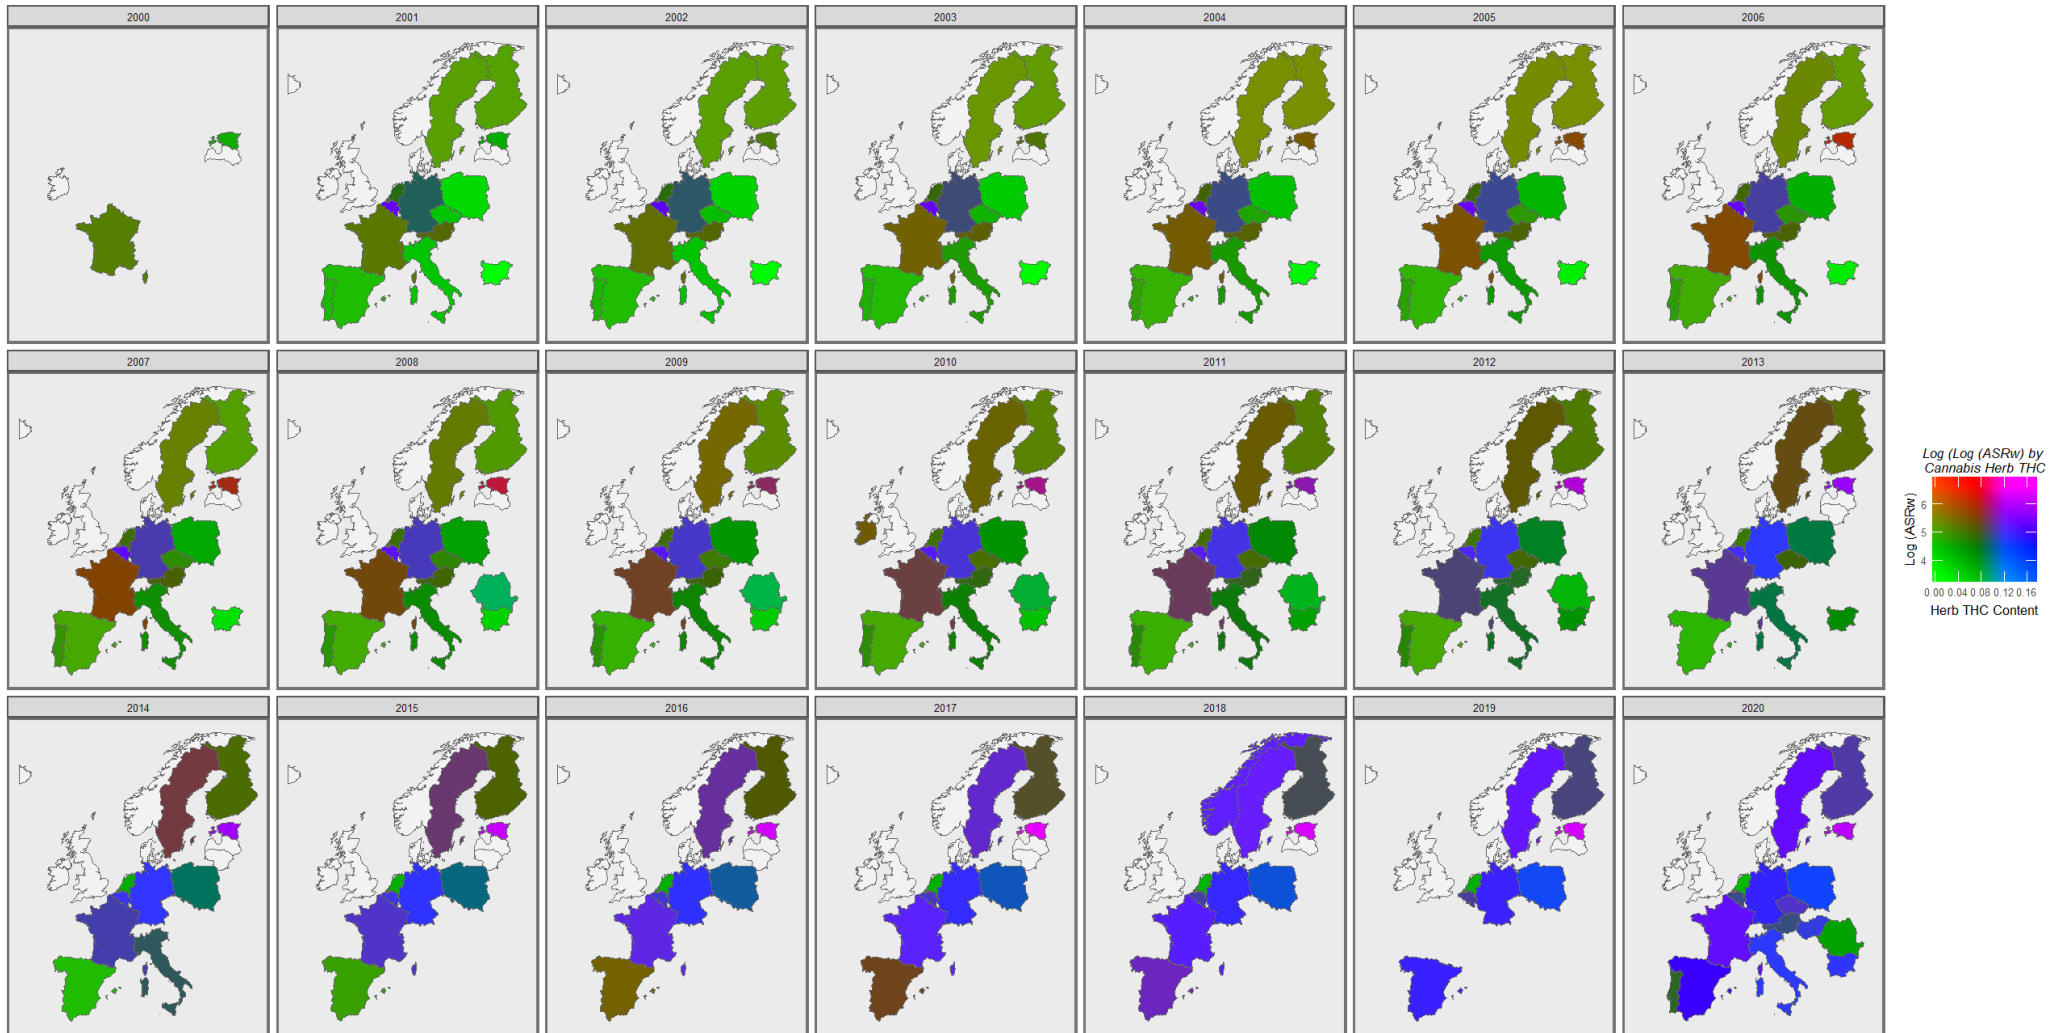 2000 2001 2002 2003 2004 2005 2006
2007 2008 2009 2010 2011 2012 2013
Log (Log (ASRw) by
Cannabis Herb THC
Log (ASRw)
6
5
4
0.00 0.04 0.08 0.12 0.16
Herb THC Content
2014 2015 2016 2017 2018 2019 2020